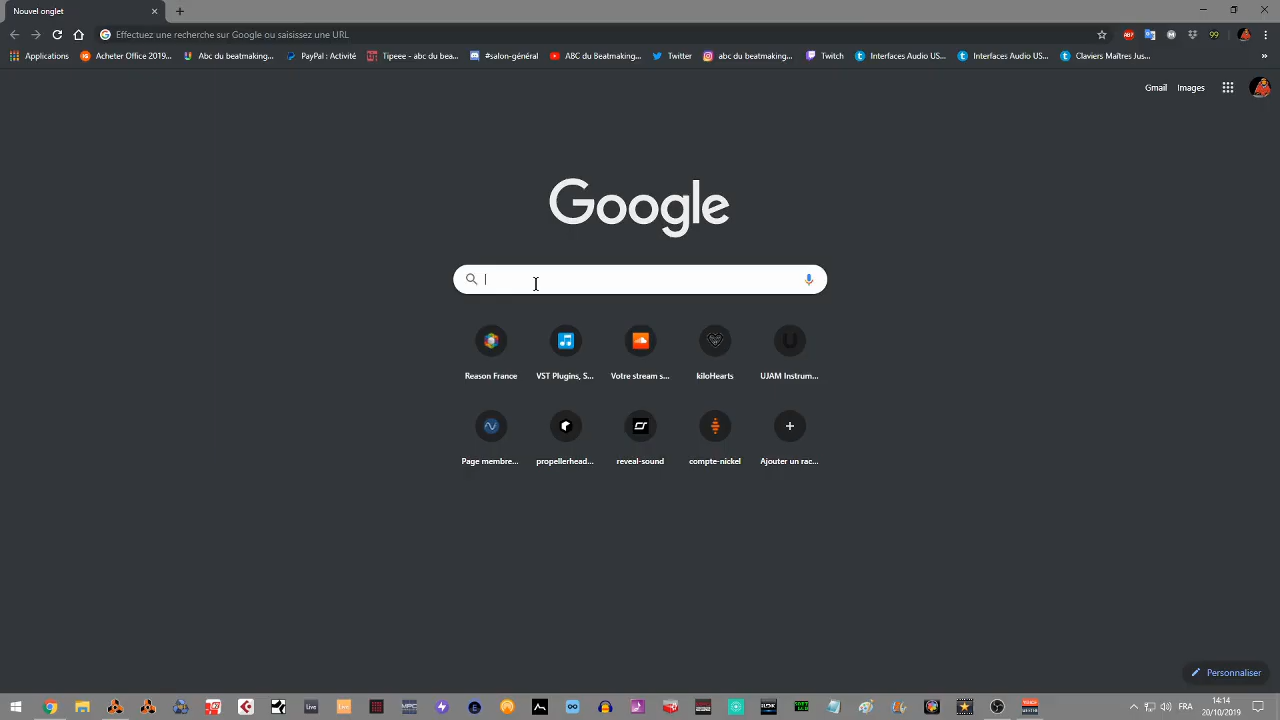 Nouvel onglet
Effectuez une recherche sur Google ou saisissez une URL
Applications
Acheter Office 2019...
Abc du beatmaking...
PayPal : Activité
Tipeee - abc du bea...
#salon-général
ABC du Beatmaking...
Twitter
abc du beatmaking...
Twitch
Interfaces Audio US...
Interfaces Audio US...
Claviers Maîtres Jus...
Gmail
Images
Google
Reason France
VST Plugins, S...
Votre stream s...
kiloHearts
UJAM Instrum...
Page membre...
propellerhead...
reveal-sound
compte-nickel
Ajouter un rac...
Personnaliser
Live
FRA
14:14
20/10/2019